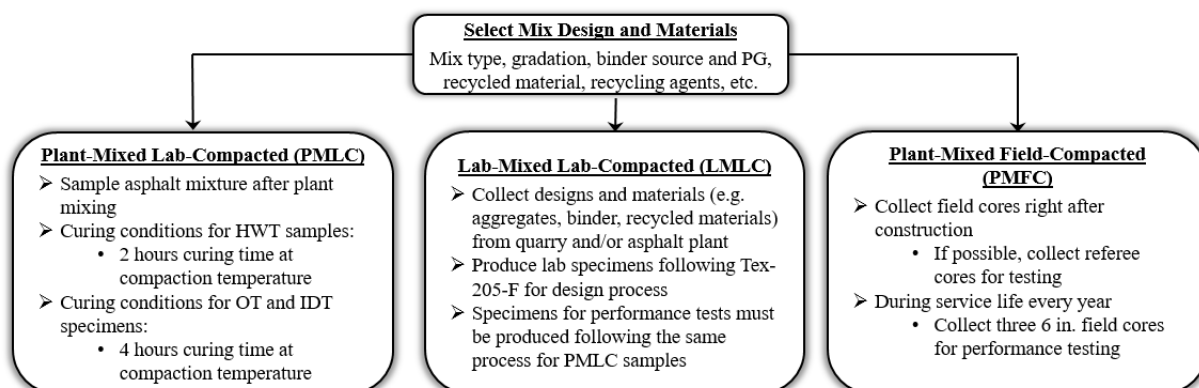 Select Mix Design and Materials
Mix type, gradation, binder source and PG,
recycled material, recycling agents, etc.
Plant-Mixed Lab-Compacted (PMLC)
➢ Sample asphalt mixture after plant
mixing
➢ Curing conditions for HWT samples:
• 2 hours curing time at
compaction temperature
➢ Curing conditions for OT and IDT
specimens:
• 4 hours curing time at
compaction temperature
Lab-Mixed Lab-Compacted (LMLC)
➢ Collect designs and materials (e.g.
aggregates, binder, recycled materials)
from quarry and/or asphalt plant
➢ Produce lab specimens following Tex-
205-F for design process
➢ Specimens for performance tests must
be produced following the same
process for PMLC samples
Plant-Mixed Field-Compacted
(PMFC)
➢ Collect field cores right after
construction
• If possible, collect referee
cores for testing
➢ During service life every year
• Collect three 6 in. field cores
for performance testing